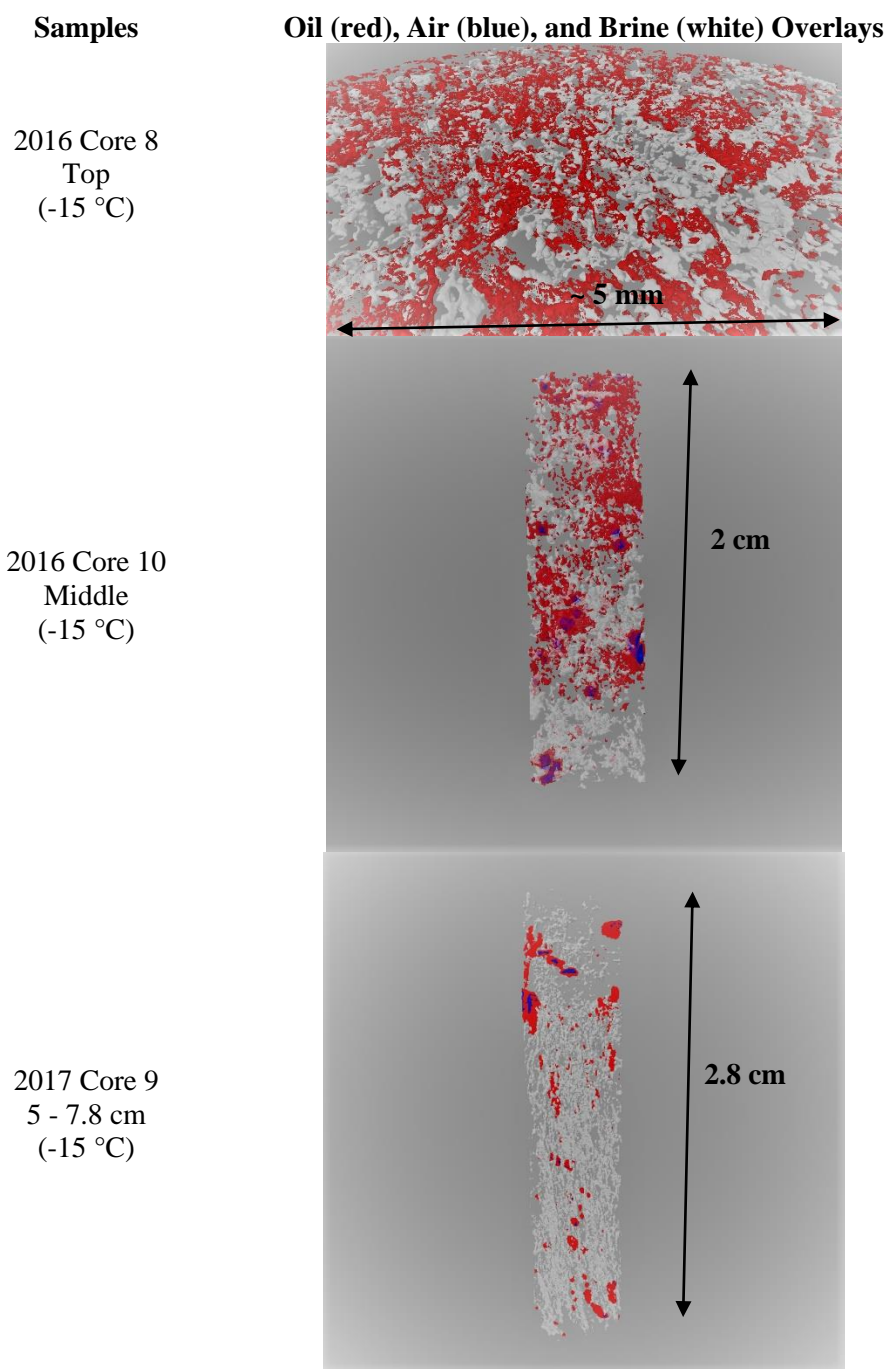 Samples
Oil (red), Air (blue), and Brine (white) Overlays
2016 Core 8
Top
(-15 °C)
~ 5 mm
2016 Core 10
Middle
(-15 °C)
2 cm
2017 Core 9
5 - 7.8 cm
(-15 °C)
2.8 cm